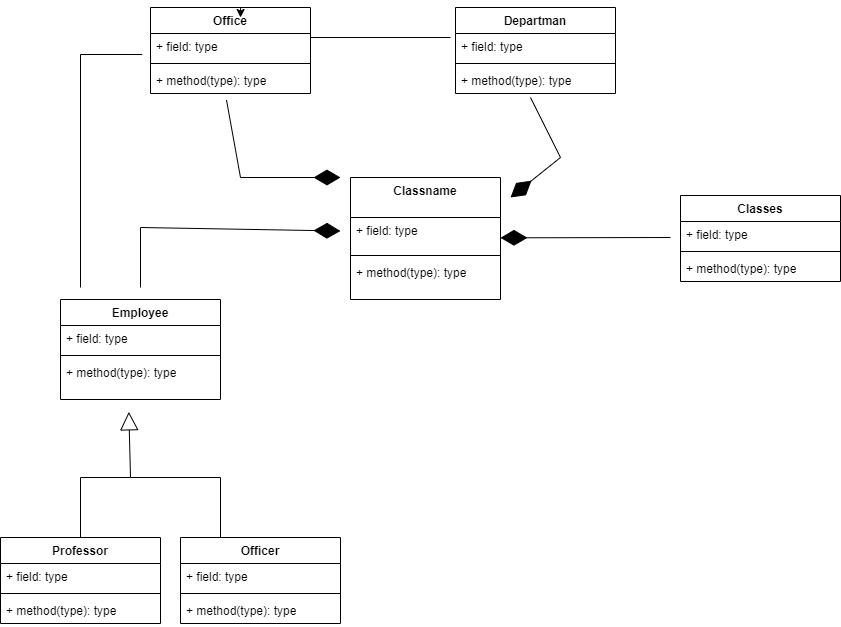 Office
+ field: type
+ method(type): type
Departman
+ field: type
+ method(type): type
Classname
+ field: type
+ method(type): type
Classes
+ field: type
+ method(type): type
Employee
+ field: type
+ method(type): type
Professor
+ field: type
+ method(type): type
Officer
+ field: type
+ method(type): type